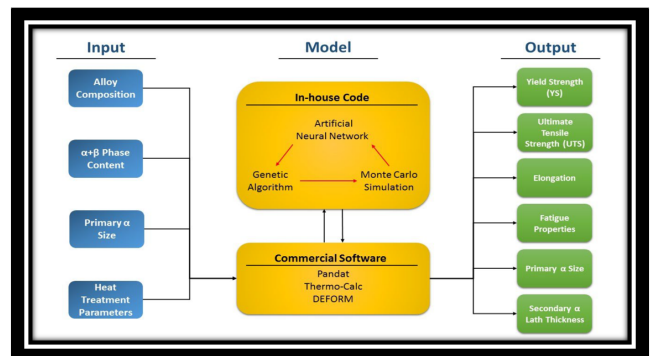 Input
Model
Output
Alloy
Composition
α+β Phase
Content
Primary α
Size
Heat
Treatment
Parameters
In-house Code
Artificial
Neural Network
Genetic
Algorithm
Monte Carlo
Simulation
Commercial Software
Pandat
Thermo-Calc
DEFORM
Yield Strength
(YS)
Ultimate
Tensile
Strength (UTS)
Elongation
Fatigue
Properties
Primary α Size
Secondary α
Lath Thickness